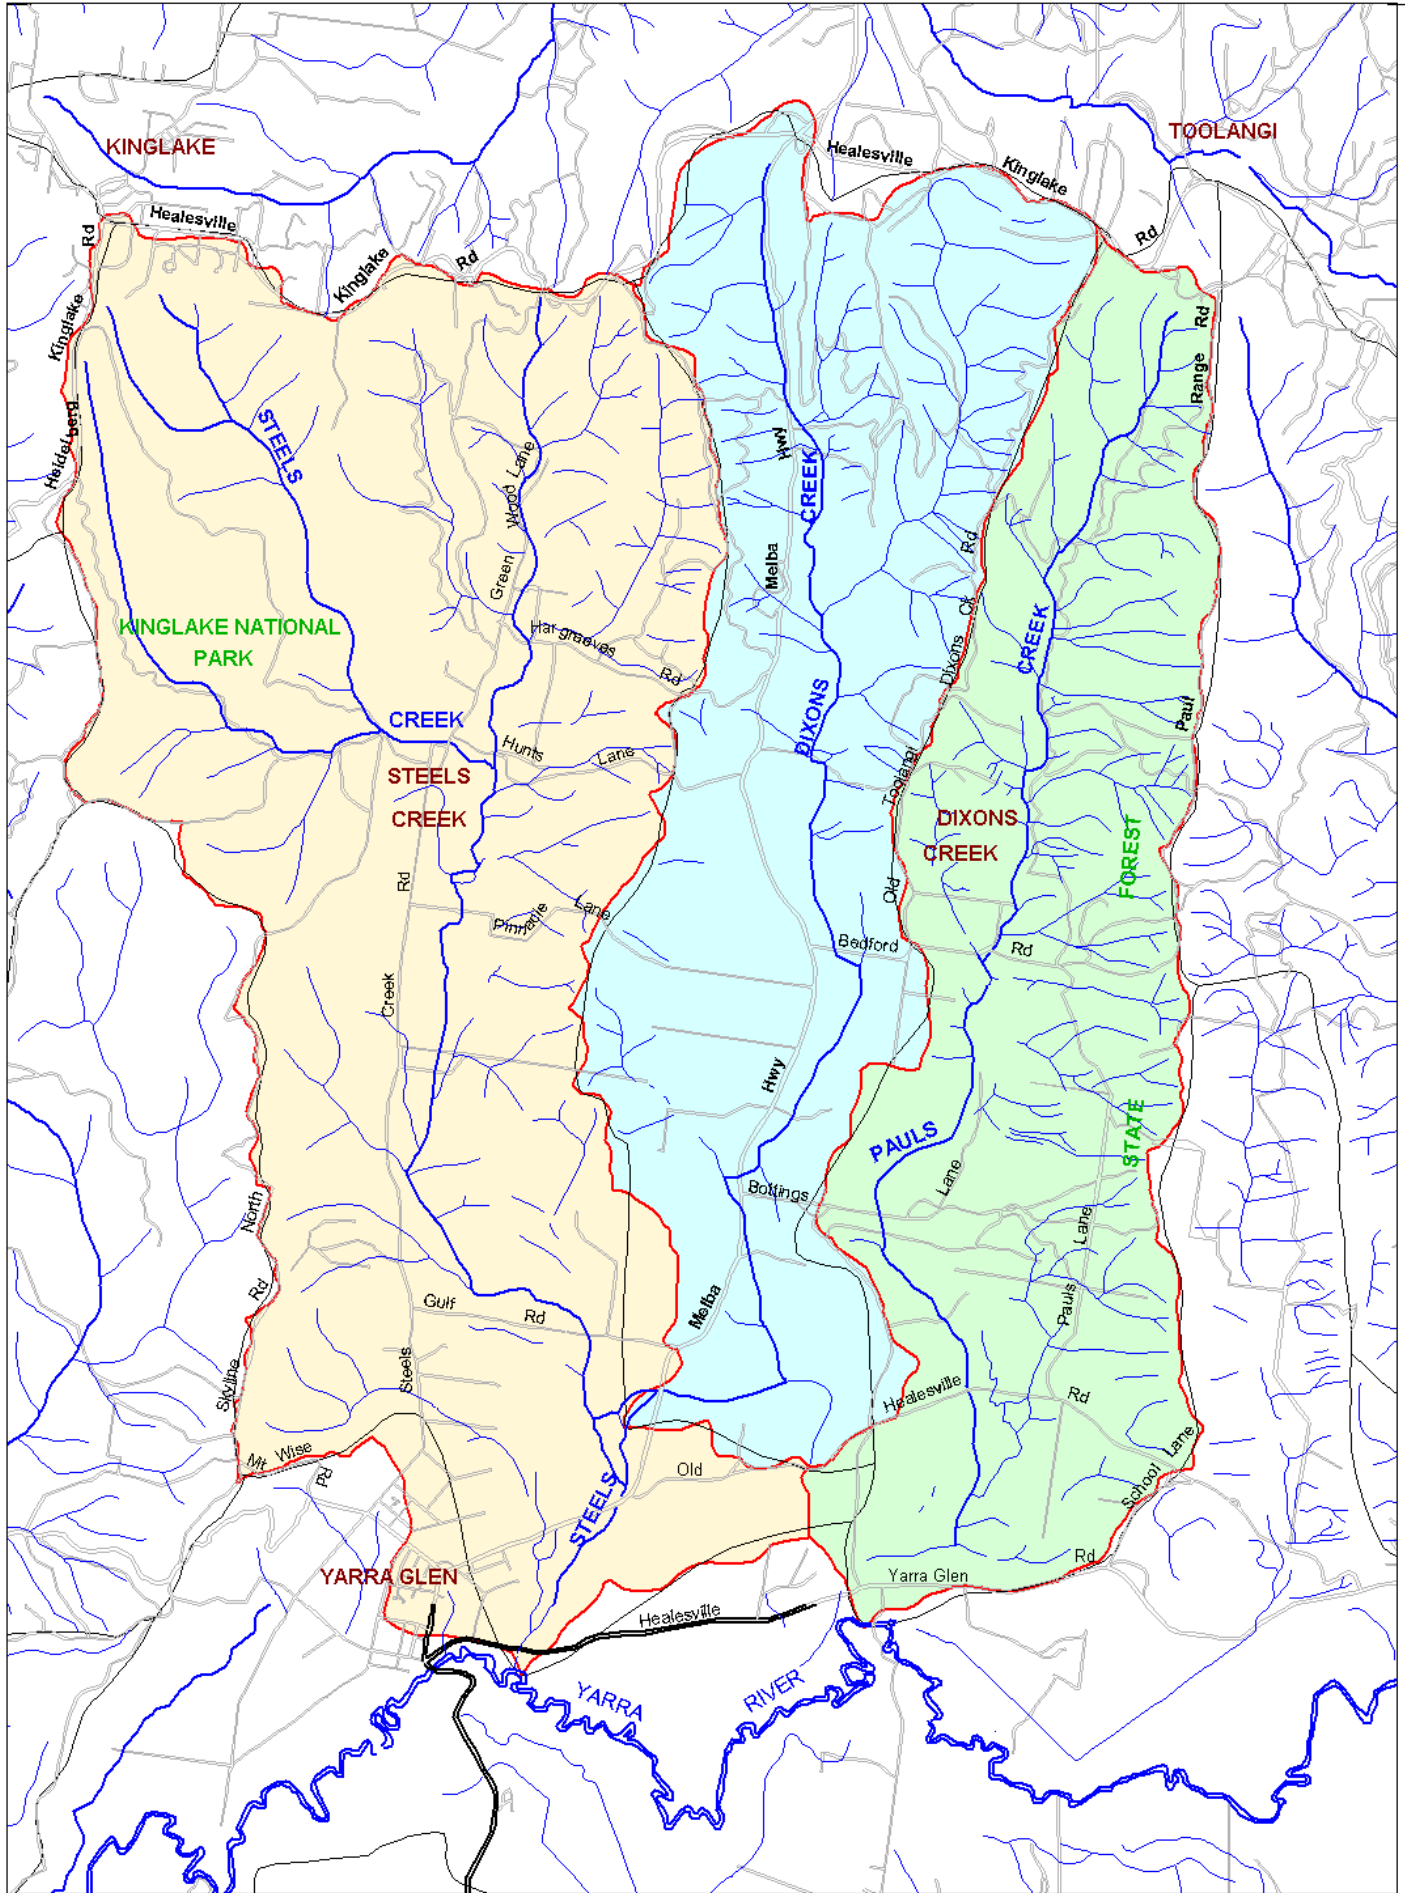 KINGLAKE
TOOLANGI
Healesville
Kinglake
Rd
Healesville
Kinglake
Rd
Rd
Kinglake
Heidelberg
Range
Rd
STEELS
Hwy
CREEK
Melba
Green
Wood
Lane
Hargreaves
Rd
KINGLAKE NATIONAL
PARK
Rd
Ck
Dixons
Toolangi
Old
CREEK
DIXONS
Paul
CREEK
Hunts
Lane
STEELS
CREEK
DIXONS
CREEK
FOREST
Rd
Pinnacle
Lane
Bedford
Rd
Creek
Hwy
PAULS
STATE
Lane
Bottings
Lane
North
Rd
Skyline
Gulf
Rd
Melba
Pauls
Steels
Healesville
Rd
Mt Wise
Rd
Old
School Lane
STEELS
YARRA GLEN
Yarra Glen
Rd
Healesville
YARRA
RIVER